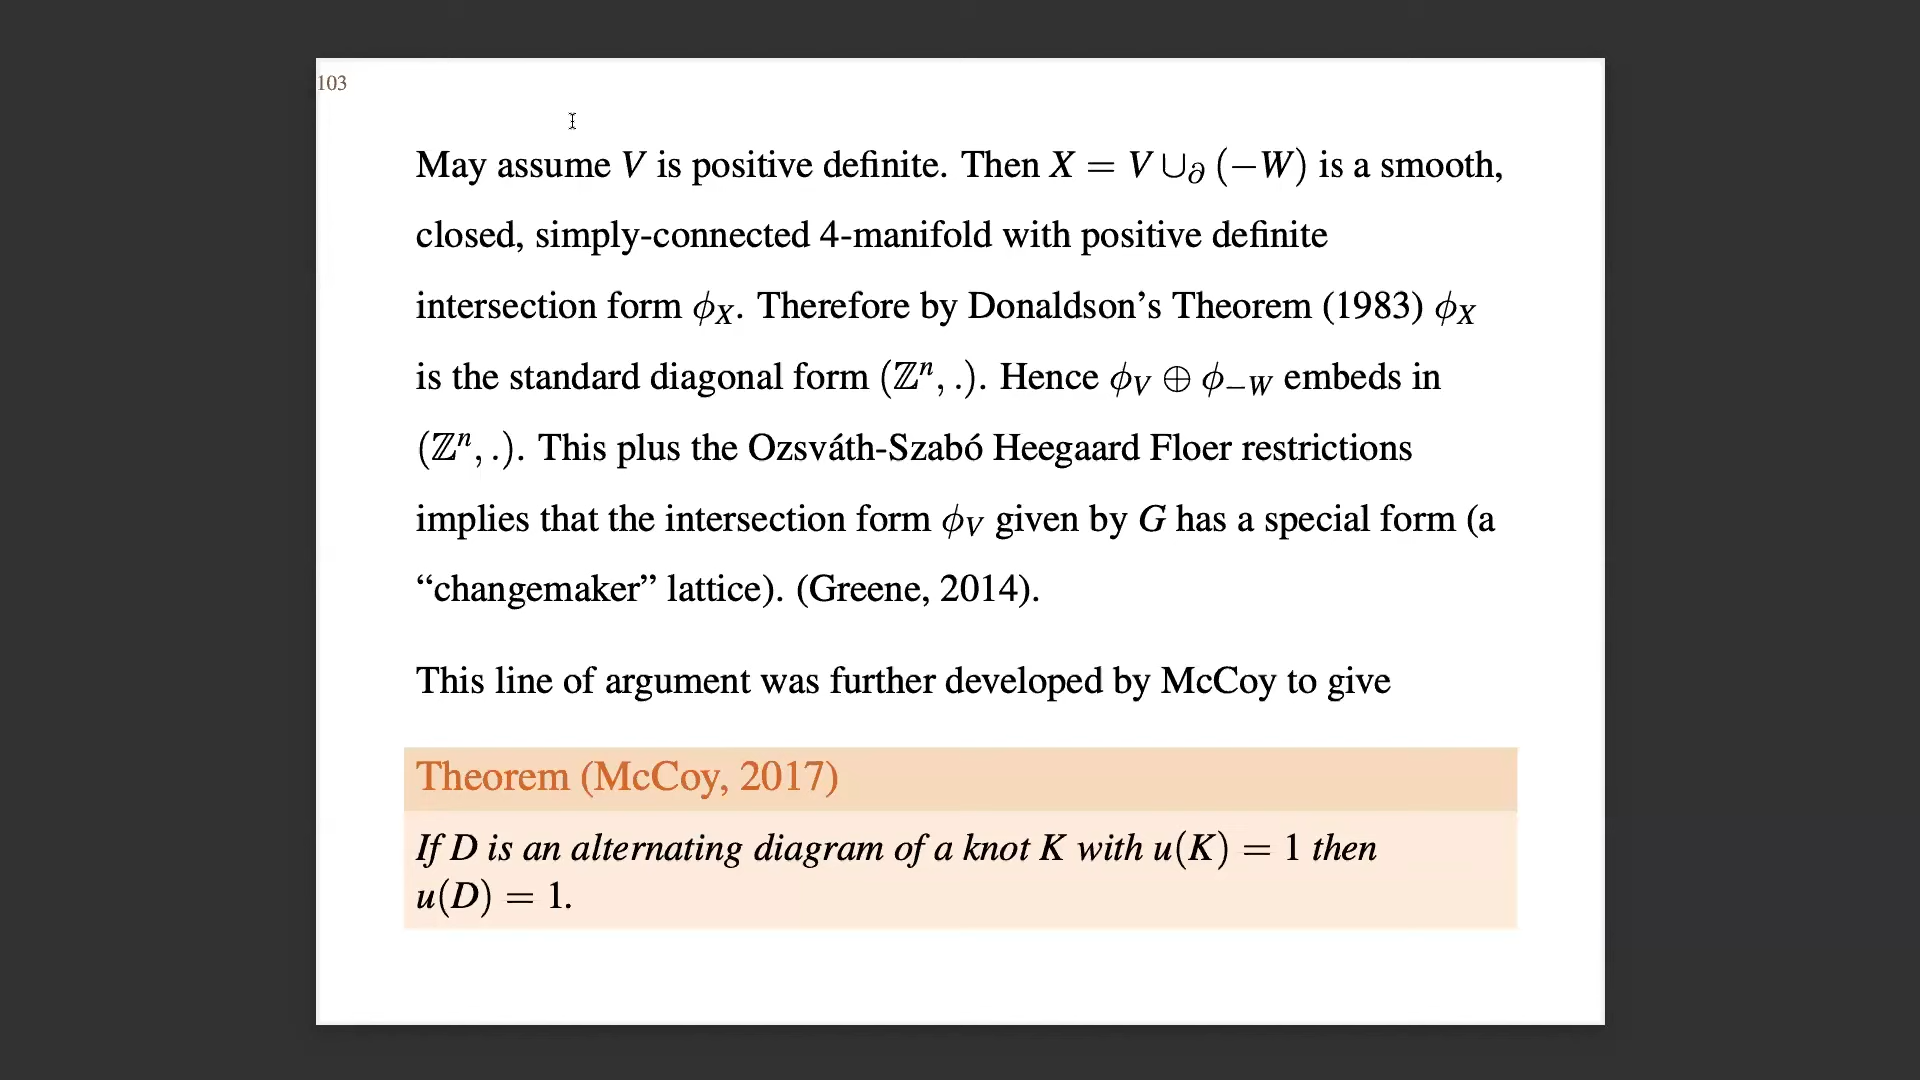 103
May assume V is positive definite. Then X = V ∪∂ (−W) is a smooth,
closed, simply-connected 4-manifold with positive definite
intersection form ϕX. Therefore by Donaldson’s Theorem (1983) ϕX
is the standard diagonal form (ℤⁿ, .). Hence ϕV ⊕ ϕ−W embeds in
(ℤⁿ, .). This plus the Ozsváth-Szabó Heegaard Floer restrictions
implies that the intersection form ϕV given by G has a special form (a
“changemaker” lattice). (Greene, 2014).
This line of argument was further developed by McCoy to give
Theorem (McCoy, 2017)
If D is an alternating diagram of a knot K with u(K) = 1 then
u(D) = 1.